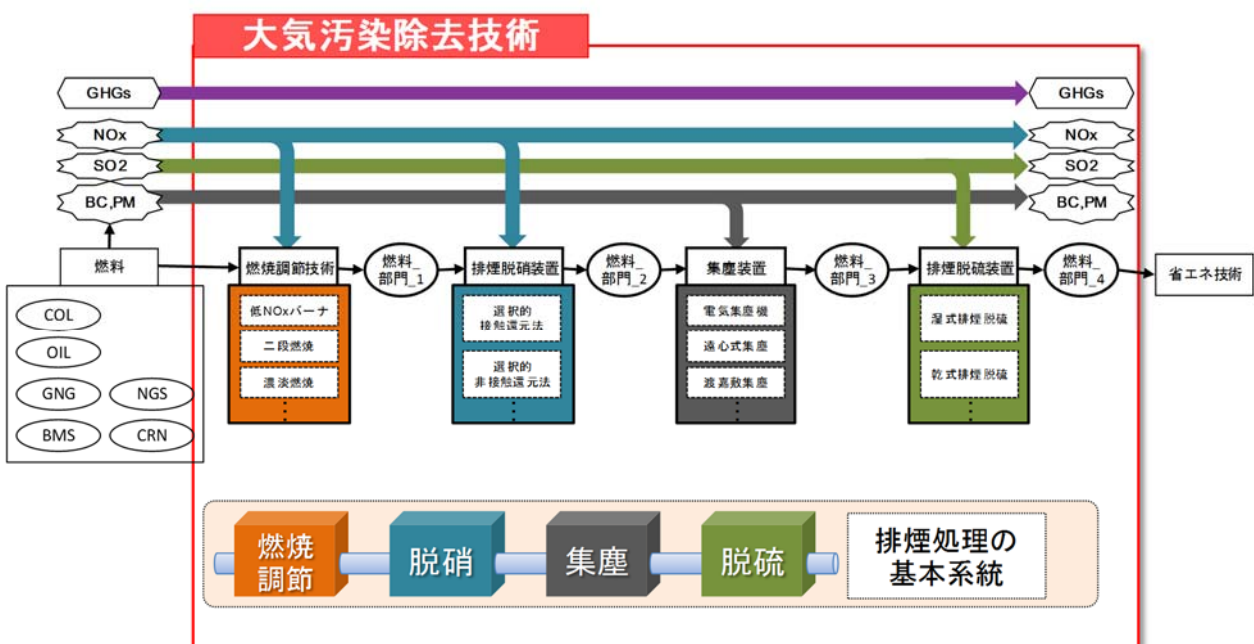 大気汚染除去技術
GHGs
GHGs
NOx
NOx
SO2
SO2
BC,PM
BC,PM
燃料
燃焼調節技術
燃料_
部門_1
排煙脱硝装置
燃料_
部門_2
集塵装置
燃料_
部門_3
排煙脱硫装置
燃料_
部門_4
省エネ技術
COL
OIL
GNG
NGS
BMS
CRN
低NOxバーナ
二段燃焼
濃淡燃焼
選択的
接触還元法
選択的
非接触還元法
電気集塵機
遠心式集塵
渡嘉敷集塵
湿式排煙脱硫
乾式排煙脱硫
燃焼
調節
脱硝
集塵
脱硫
排煙処理の
基本系統